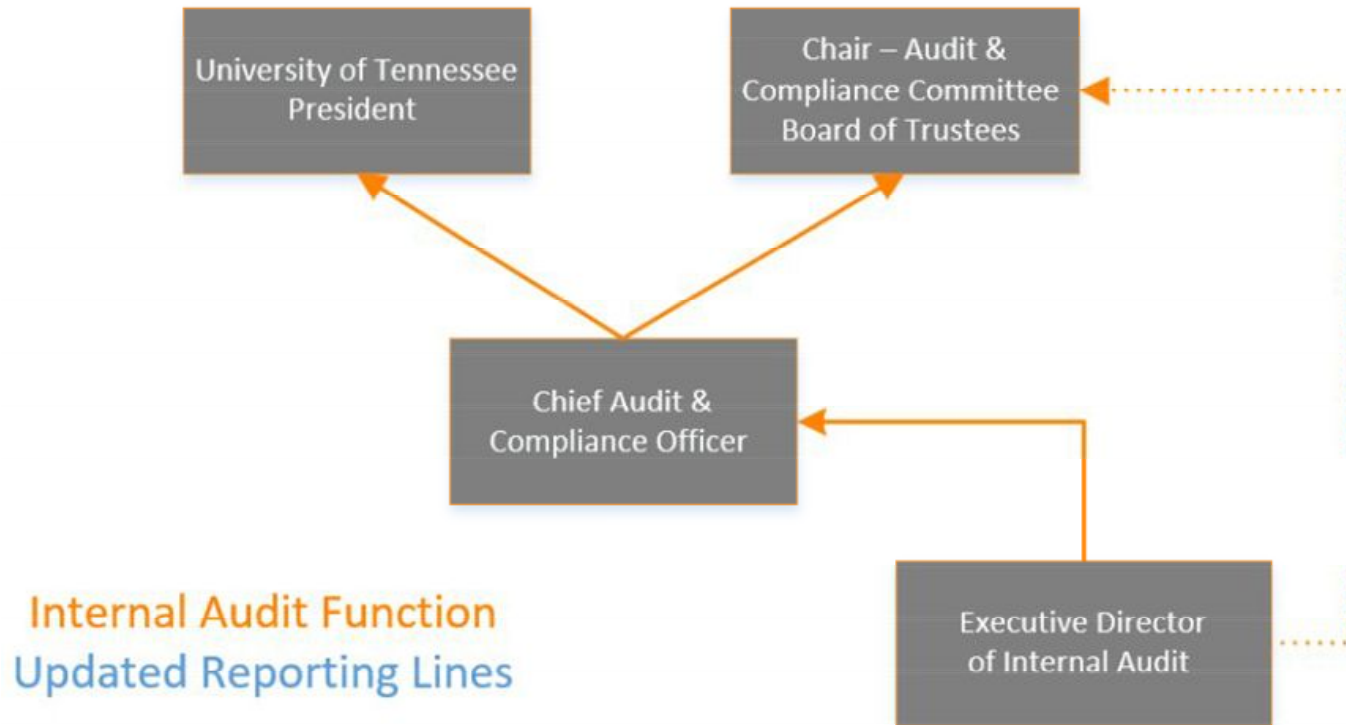 University of Tennessee
President
Chair – Audit &
Compliance Committee
Board of Trustees
Chief Audit &
Compliance Officer
Executive Director
of Internal Audit
Internal Audit Function
Updated Reporting Lines